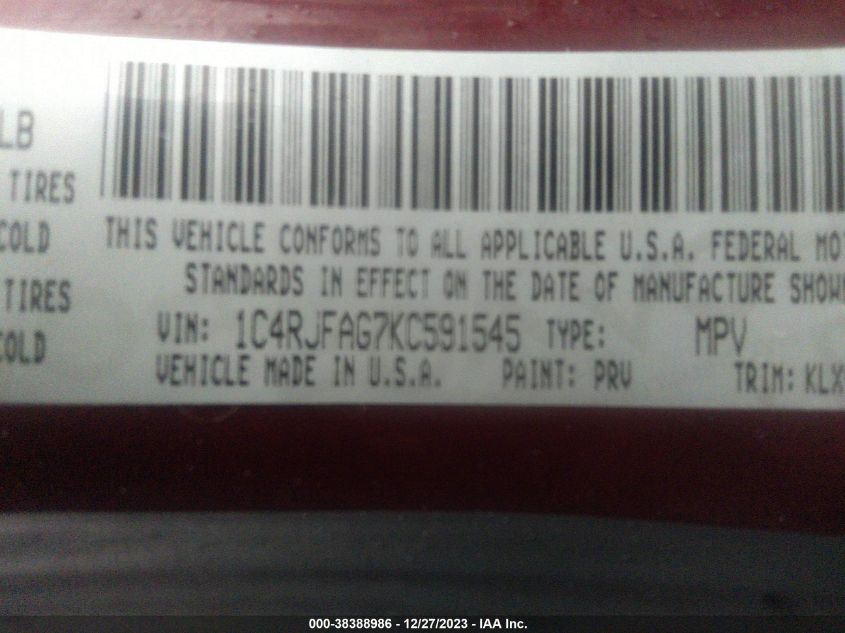 LB
TIRES
COLD
THIS VEHICLE CONFORMS TO ALL APPLICABLE U.S.A. FEDERAL MOT
STANDARDS IN EFFECT ON THE DATE OF MANUFACTURE SHOWN
TIRES
VIN: 1C4RJFAG7KC591545 TYPE: MPV
COLD
VEHICLE MADE IN U.S.A. PAINT: PRV TRIM: KLX
000-38388986 - 12/27/2023 - IAA Inc.